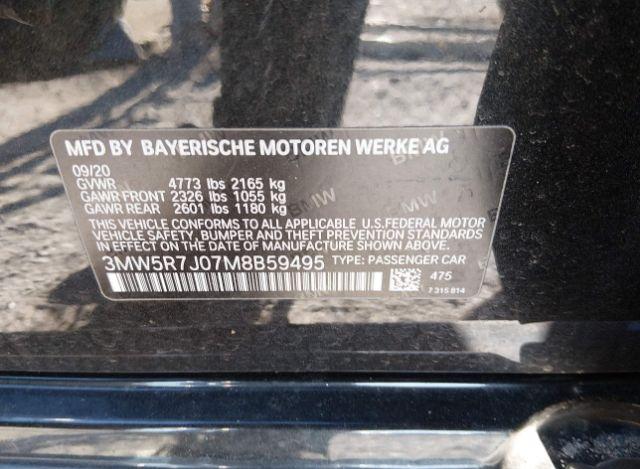 MFD BY BAYERISCHE MOTOREN WERKE AG
09/20
GVWR 4773 lbs 2165 kg
GAWR FRONT 2326 lbs 1055 kg
GAWR REAR 2601 lbs 1180 kg
THIS VEHICLE CONFORMS TO ALL APPLICABLE U.S.FEDERAL MOTOR
VEHICLE SAFETY, BUMPER AND THEFT PREVENTION STANDARDS
IN EFFECT ON THE DATE OF MANUFACTURE SHOWN ABOVE.
3MW5R7J07M8B59495 TYPE: PASSENGER CAR
475
7 315 814